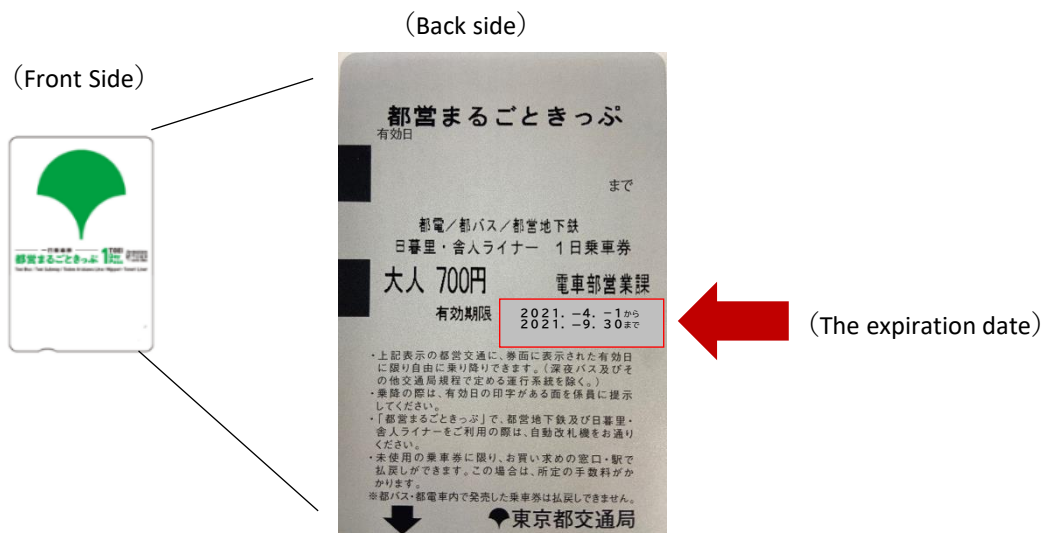 （Back side）
（Front Side）
一日乗車券
都営まるごときっぷ 1
都営まるごときっぷ
有効日
まで
都電／都バス／都営地下鉄
日暮里・舎人ライナー 1日乗車券
大人 700円 電車部営業課
有効期限 2021.-4.-1から
2021.-9.30まで
（The expiration date）
・上記表示の都営交通に、券面に表示された有効日
に限り自由に乗り降りできます。（深夜バス及びそ
の他交通局規程で定める運行系統を除く。）
・乗降の際は、有効日の印字がある面を係員に提示
してください。
・「都営まるごときっぷ」で、都営地下鉄及び日暮里・
舎人ライナーをご利用の際は、自動改札機をお通り
ください。
・未使用の乗車券に限り、お買い求めの窓口・駅で
払戻しができます。この場合は、所定の手数料がか
かります。
※都バス・都電車内で発売した乗車券は払戻しできません。
東京都交通局